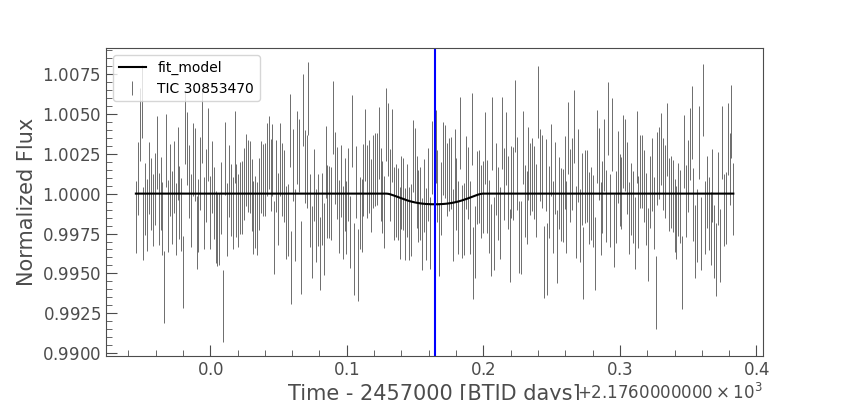 fit_model
TIC 30853470
Normalized Flux
1.0075
1.0050
1.0025
1.0000
0.9975
0.9950
0.9925
0.9900
0.0 0.1 0.2 0.3 0.4
Time - 2457000 [BTJD days]
+2.1760000000 × 10³